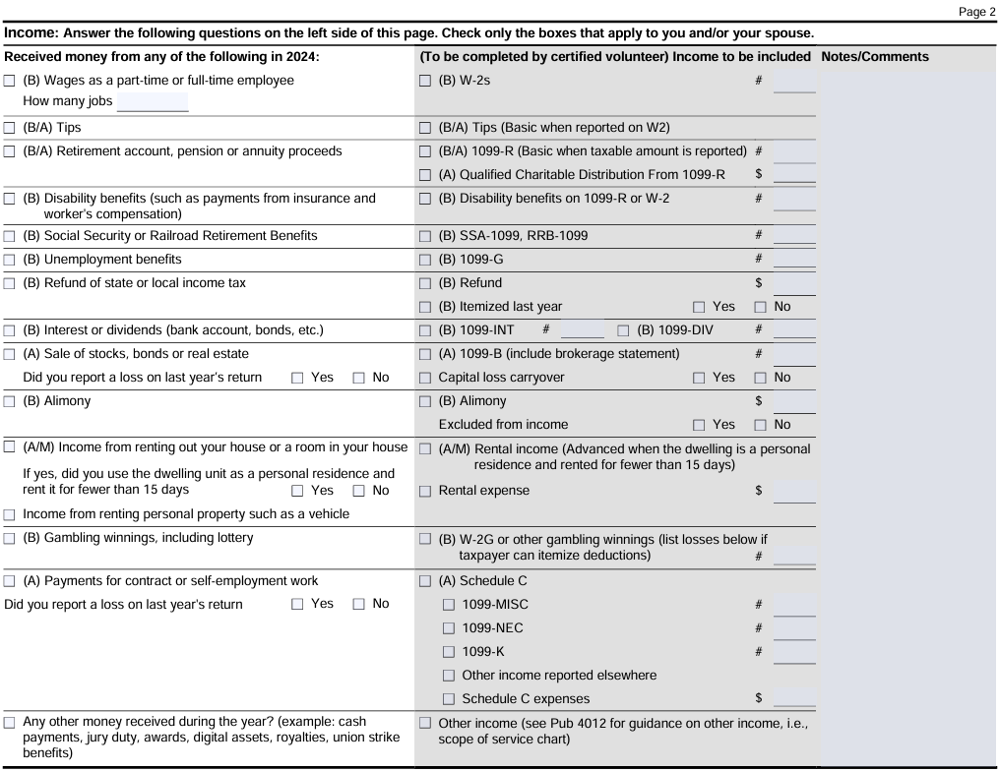 Page 2
Income: Answer the following questions on the left side of this page. Check only the boxes that apply to you and/or your spouse.
Received money from any of the following in 2024:
(To be completed by certified volunteer) Income to be included
Notes/Comments
(B) Wages as a part-time or full-time employee
How many jobs
(B) W-2s #
(B/A) Tips
(B/A) Tips (Basic when reported on W2)
(B/A) Retirement account, pension or annuity proceeds
(B/A) 1099-R (Basic when taxable amount is reported) #
(A) Qualified Charitable Distribution From 1099-R $
(B) Disability benefits (such as payments from insurance and
worker's compensation)
(B) Disability benefits on 1099-R or W-2 #
(B) Social Security or Railroad Retirement Benefits
(B) SSA-1099, RRB-1099 #
(B) Unemployment benefits
(B) 1099-G #
(B) Refund of state or local income tax
(B) Refund $
(B) Itemized last year Yes No
(B) Interest or dividends (bank account, bonds, etc.)
(B) 1099-INT # (B) 1099-DIV #
(A) Sale of stocks, bonds or real estate
Did you report a loss on last year's return Yes No
(A) 1099-B (include brokerage statement) #
Capital loss carryover Yes No
(B) Alimony
(B) Alimony $
Excluded from income Yes No
(A/M) Income from renting out your house or a room in your house
If yes, did you use the dwelling unit as a personal residence and
rent it for fewer than 15 days Yes No
Income from renting personal property such as a vehicle
(A/M) Rental income (Advanced when the dwelling is a personal
residence and rented for fewer than 15 days)
Rental expense $
(B) Gambling winnings, including lottery
(B) W-2G or other gambling winnings (list losses below if
taxpayer can itemize deductions) #
(A) Payments for contract or self-employment work
Did you report a loss on last year's return Yes No
(A) Schedule C
1099-MISC #
1099-NEC #
1099-K #
Other income reported elsewhere
Schedule C expenses $
Any other money received during the year? (example: cash
payments, jury duty, awards, digital assets, royalties, union strike
benefits)
Other income (see Pub 4012 for guidance on other income, i.e.,
scope of service chart)